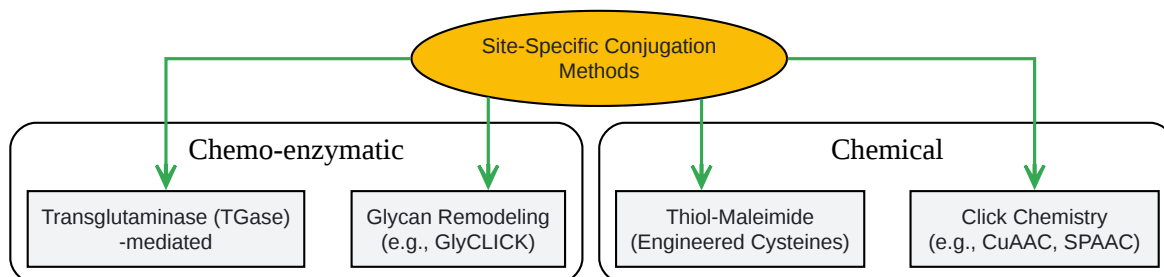 Site-Specific Conjugation
Methods
Chemo-enzymatic
Chemical
Transglutaminase (TGase)
-mediated
Glycan Remodeling
(e.g., GlyCLICK)
Thiol-Maleimide
(Engineered Cysteines)
Click Chemistry
(e.g., CuAAC, SPAAC)